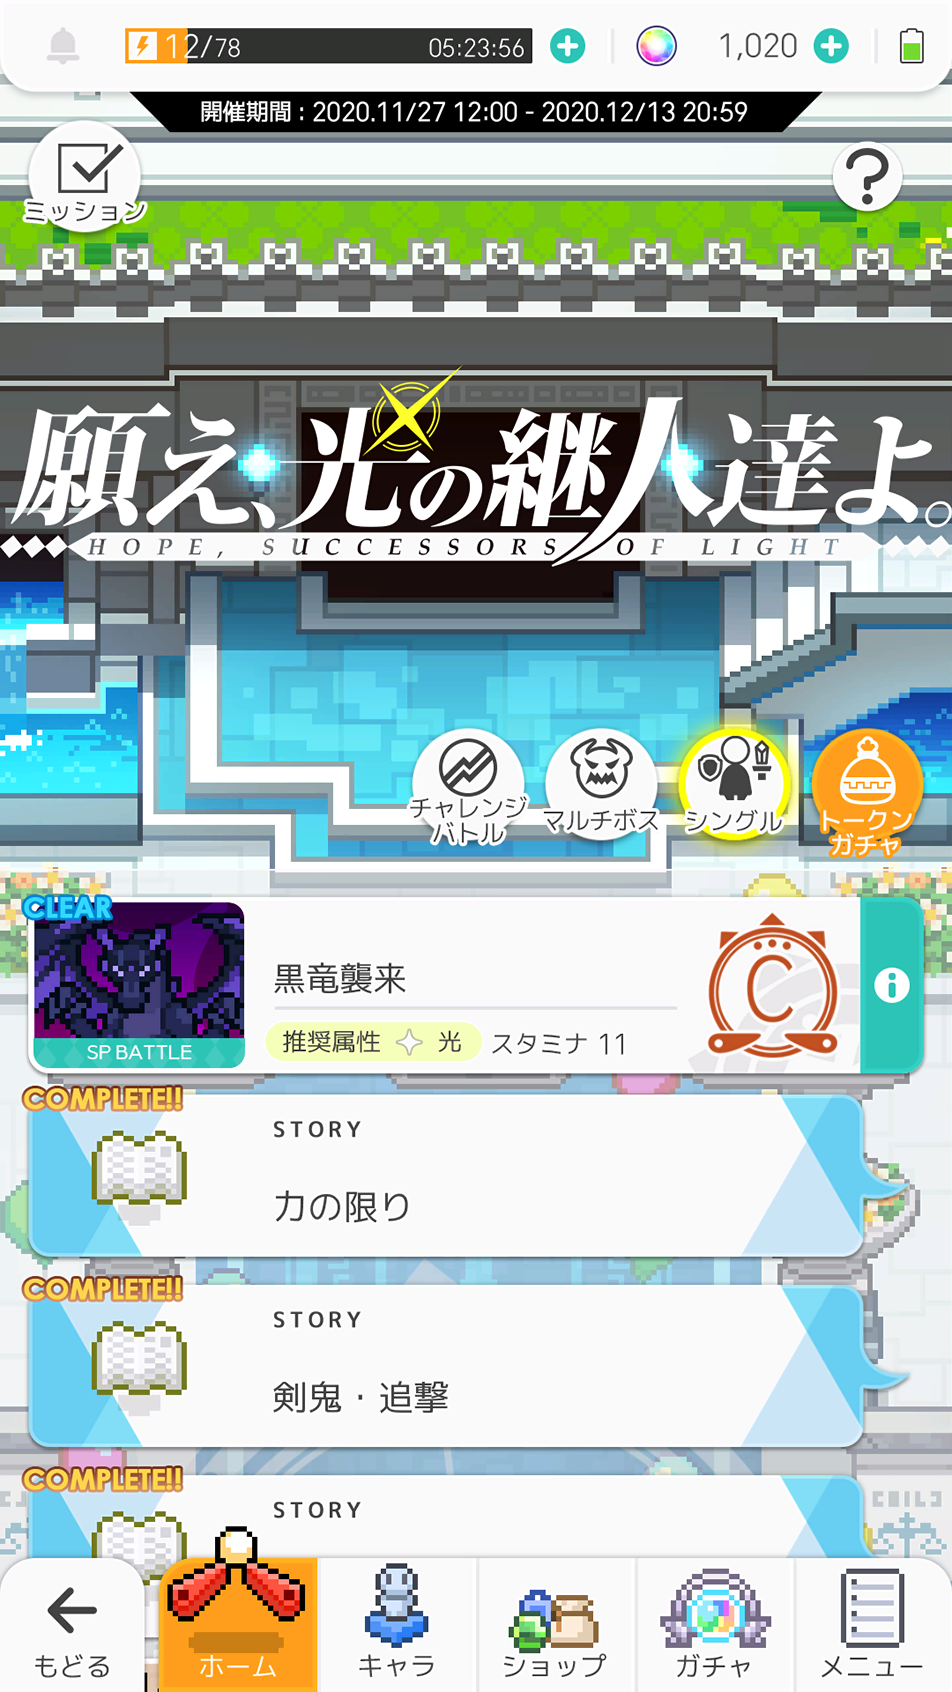 12/78
05:23:56
1,020
開催期間 : 2020.11/27 12:00 - 2020.12/13 20:59
ミッション
?
願え、光の継人達よ。
HOPE, SUCCESSORS OF LIGHT
チャレンジ
バトル
マルチボス
シングル
トークン
ガチャ
CLEAR
黒竜襲来
SP BATTLE
推奨属性 光 スタミナ 11
C
i
COMPLETE!!
STORY
力の限り
COMPLETE!!
STORY
剣鬼・追撃
COMPLETE!!
STORY
もどる
ホーム
キャラ
ショップ
ガチャ
メニュー